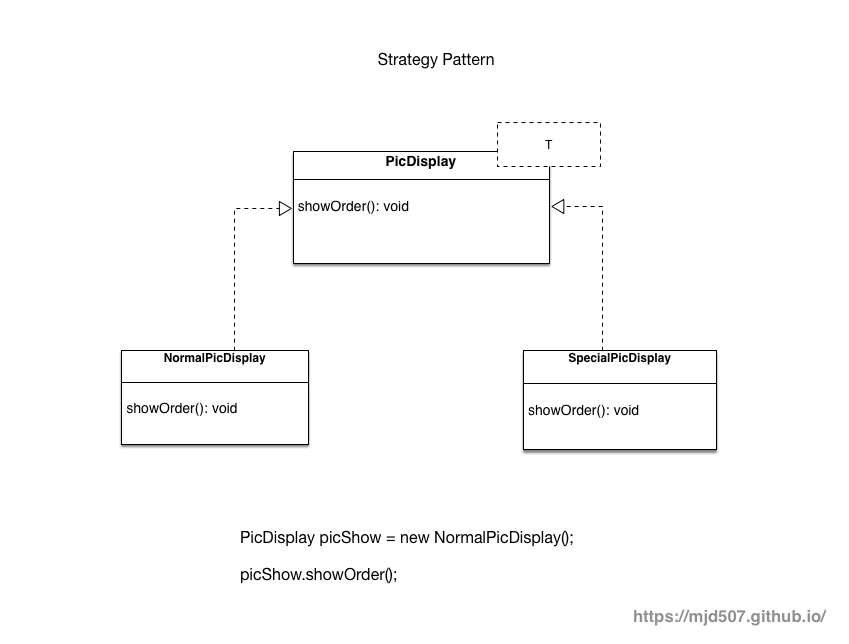 Strategy Pattern
T
PicDisplay
showOrder(): void
NormalPicDisplay
SpecialPicDisplay
showOrder(): void
showOrder(): void
PicDisplay picShow = new NormalPicDisplay();
picShow.showOrder();
https://mjd507.github.io/